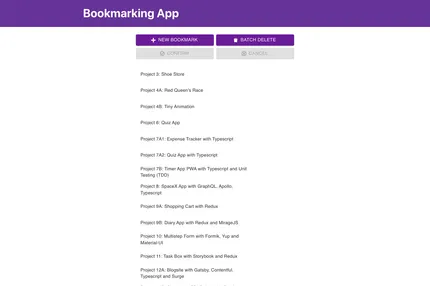 Bookmarking App
NEW BOOKMARK
BATCH DELETE
CONFIRM
CANCEL
Project 3: Shoe Store
Project 4A: Red Queen's Race
Project 4B: Tiny Animation
Project 6: Quiz App
Project 7A1: Expense Tracker with Typescript
Project 7A2: Quiz App with Typescript
Project 7B: Timer App PWA with Typescript and Unit
Testing (TDD)
Project 8: SpaceX App with GraphQL, Apollo,
Typescript
Project 9A: Shopping Cart with Redux
Project 9B: Diary App with Redux and MirageJS
Project 10: Multistep Form with Formik, Yup and
Material-UI
Project 11: Task Box with Storybook and Redux
Project 12A: Blogsite with Gatsby, Contentful,
Typescript and Surge